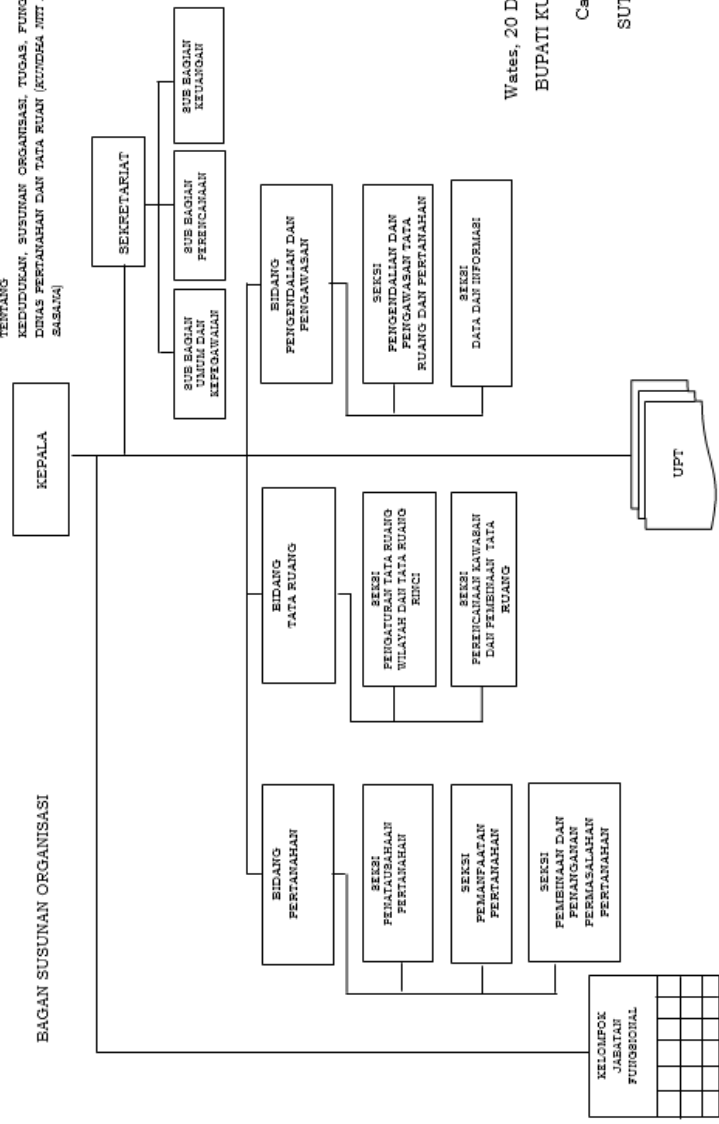 TENTANG
KEDUDUKAN, SUSUNAN ORGANISASI, TUGAS, FUNG
DINAS PERTANAHAN DAN TATA RUAN (KUNDHA NITI
SASANA)
BAGAN SUSUNAN ORGANISASI
KEPALA
SEKRETARIAT
SUB BAGIAN
UMUM DAN
KEPEGAWAIAN
SUB BAGIAN
PERENCANAAN
SUB BAGIAN
KEUANGAN
BIDANG
PERTANAHAN
BIDANG
TATA RUANG
BIDANG
PENGENDALIAN DAN
PENGAWASAN
SEKSI
PENATAUSAHAAN
PERTANAHAN
SEKSI
PENGATURAN TATA RUANG
WILAYAH DAN TATA RUANG
RINCI
SEKSI
PENGENDALIAN DAN
PENGAWASAN TATA
RUANG DAN PERTANAHAN
SEKSI
PEMANFAATAN
PERTANAHAN
SEKSI
PERENCANAAN KAWASAN
DAN PEMBINAAN TATA
RUANG
SEKSI
DATA DAN INFORMASI
SEKSI
PEMBINAAN DAN
PENANGANAN
PERMASALAHAN
PERTANAHAN
KELOMPOK
JABATAN
FUNGSIONAL
UPT
Wates, 20 D
BUPATI KU
Ca
SUT